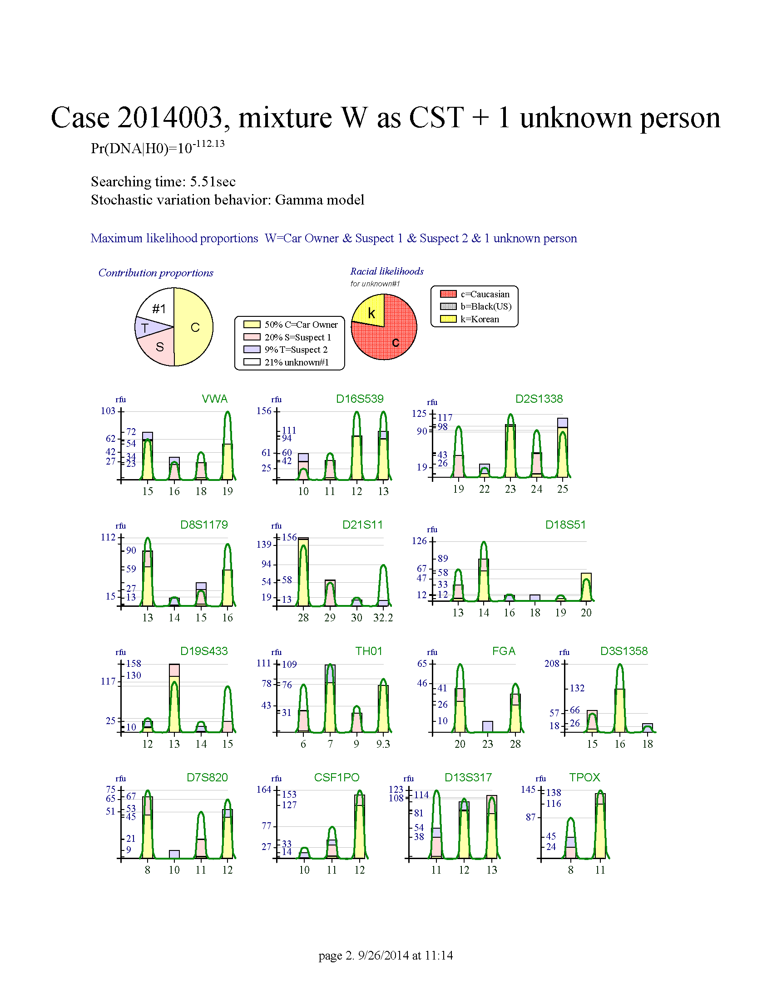 Case 2014003, mixture W as CST + 1 unknown person
Pr(DNA|H0)=10^-112.13
Searching time: 5.51sec
Stochastic variation behavior: Gamma model
Maximum likelihood proportions W=Car Owner & Suspect 1 & Suspect 2 & 1 unknown person
Contribution proportions
#1
T
C
S
50% C=Car Owner
20% S=Suspect 1
9% T=Suspect 2
21% unknown#1
Racial likelihoods
for unknown#1
k
c
c=Caucasian
b=Black(US)
k=Korean
rfu VWA
103
62
42
27
72
54
34
23
15 16 18 19
rfu D16S539
156
61
25
111
94
60
42
10 11 12 13
rfu D2S1338
125
90
19
117
98
43
26
19 22 23 24 25
rfu D8S1179
112
15
90
59
27
13
13 14 15 16
rfu D21S11
139
94
54
19
156
58
13
28 29 30 32.2
rfu D18S51
126
67
47
12
89
58
33
12
13 14 16 18 19 20
rfu D19S433
117
25
158
130
10
12 13 14 15
rfu TH01
111
78
43
109
76
31
6 7 9 9.3
rfu FGA
65
46
41
26
10
20 23 28
rfu D3S1358
208
57
18
132
66
26
15 16 18
rfu D7S820
75
65
51
67
53
45
21
9
8 10 11 12
rfu CSF1PO
164
77
27
153
127
33
14
10 11 12
rfu D13S317
123
108
114
81
54
38
11 12 13
rfu TPOX
145
87
138
116
45
24
8 11
page 2. 9/26/2014 at 11:14